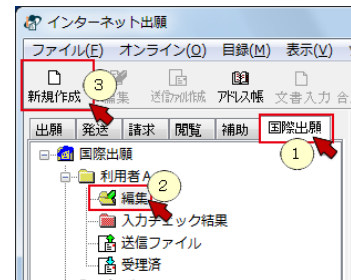 インターネット出願
ファイル(F) オンライン(O) 目録(M) 表示(V)
新規作成 集 送信ファイル作成 アドレス帳 文書入力 合
3
出願 発送 請求 閲覧 補助 国際出願
1
国際出願
利用者A
2
編集
入力チェック結果
送信ファイル
受理済